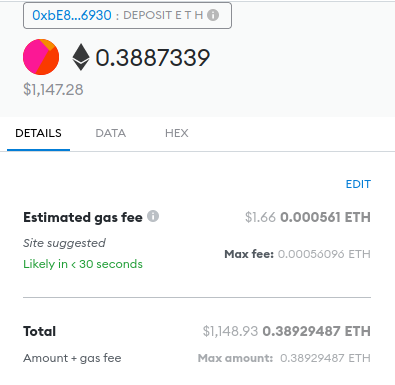 0xbE8...6930 : DEPOSIT E T H
0.3887339
$1,147.28
DETAILS DATA HEX
EDIT
Estimated gas fee $1.66 0.000561 ETH
Site suggested
Likely in < 30 seconds
Max fee: 0.00056096 ETH
Total $1,148.93 0.38929487 ETH
Amount + gas fee Max amount: 0.38929487 ETH